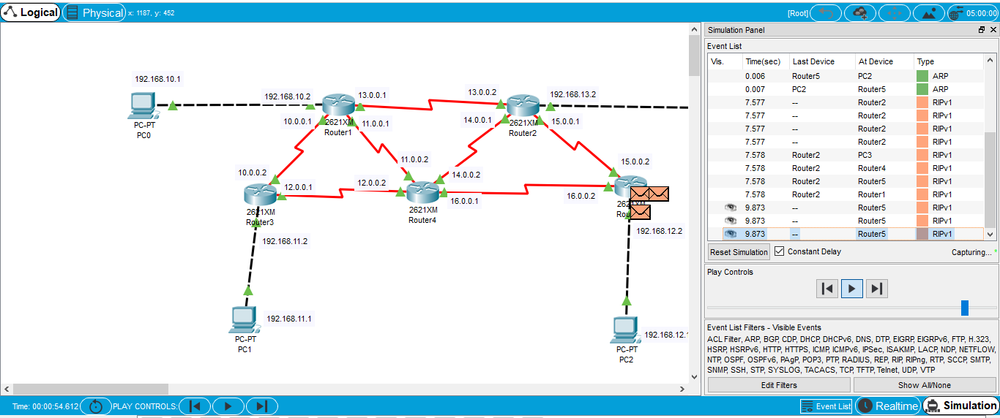 Logical Physical x: 1187, y: 452 [Root] 05:00:00
Simulation Panel
Event List
Vis. Time(sec) Last Device At Device Type
0.006 Router5 PC2 ARP
0.007 PC2 Router5 ARP
7.577 -- Router2 RIPv1
7.577 -- Router2 RIPv1
7.577 -- Router2 RIPv1
7.577 -- Router2 RIPv1
7.578 Router2 PC3 RIPv1
7.578 Router2 Router4 RIPv1
7.578 Router2 Router5 RIPv1
7.578 Router2 Router1 RIPv1
9.873 -- Router5 RIPv1
9.873 -- Router5 RIPv1
9.873 -- Router5 RIPv1
Reset Simulation Constant Delay Capturing... *
Play Controls
Event List Filters - Visible Events
ACL Filter, ARP, BGP, CDP, DHCP, DHCPv6, DNS, DTP, EIGRP, EIGRPv6, FTP, H.323,
HSRP, HSRPv6, HTTP, HTTPS, ICMP, ICMPv6, IPSec, ISAKMP, LACP, NDP, NETFLOW,
NTP, OSPF, OSPFv6, PAgP, POP3, PTP, RADIUS, REP, RIP, RIPng, RTP, SCCP, SMTP,
SNMP, SSH, STP, SYSLOG, TACACS, TCP, TFTP, Telnet, UDP, VTP
Edit Filters Show All/None
192.168.10.1
PC-PT
PC0
192.168.10.2
13.0.0.1
10.0.0.1
11.0.0.1
2621XM
Router1
13.0.0.2
192.168.13.2
14.0.0.1
15.0.0.1
2621XM
Router2
10.0.0.2
12.0.0.1
2621XM
Router3
192.168.11.2
11.0.0.2
12.0.0.2
14.0.0.2
16.0.0.1
2621XM
Router4
15.0.0.2
16.0.0.2
192.168.12.2
192.168.11.1
PC-PT
PC1
192.168.12.1
PC-PT
PC2
Time: 00:00:54.612 PLAY CONTROLS: Event List Realtime Simulation